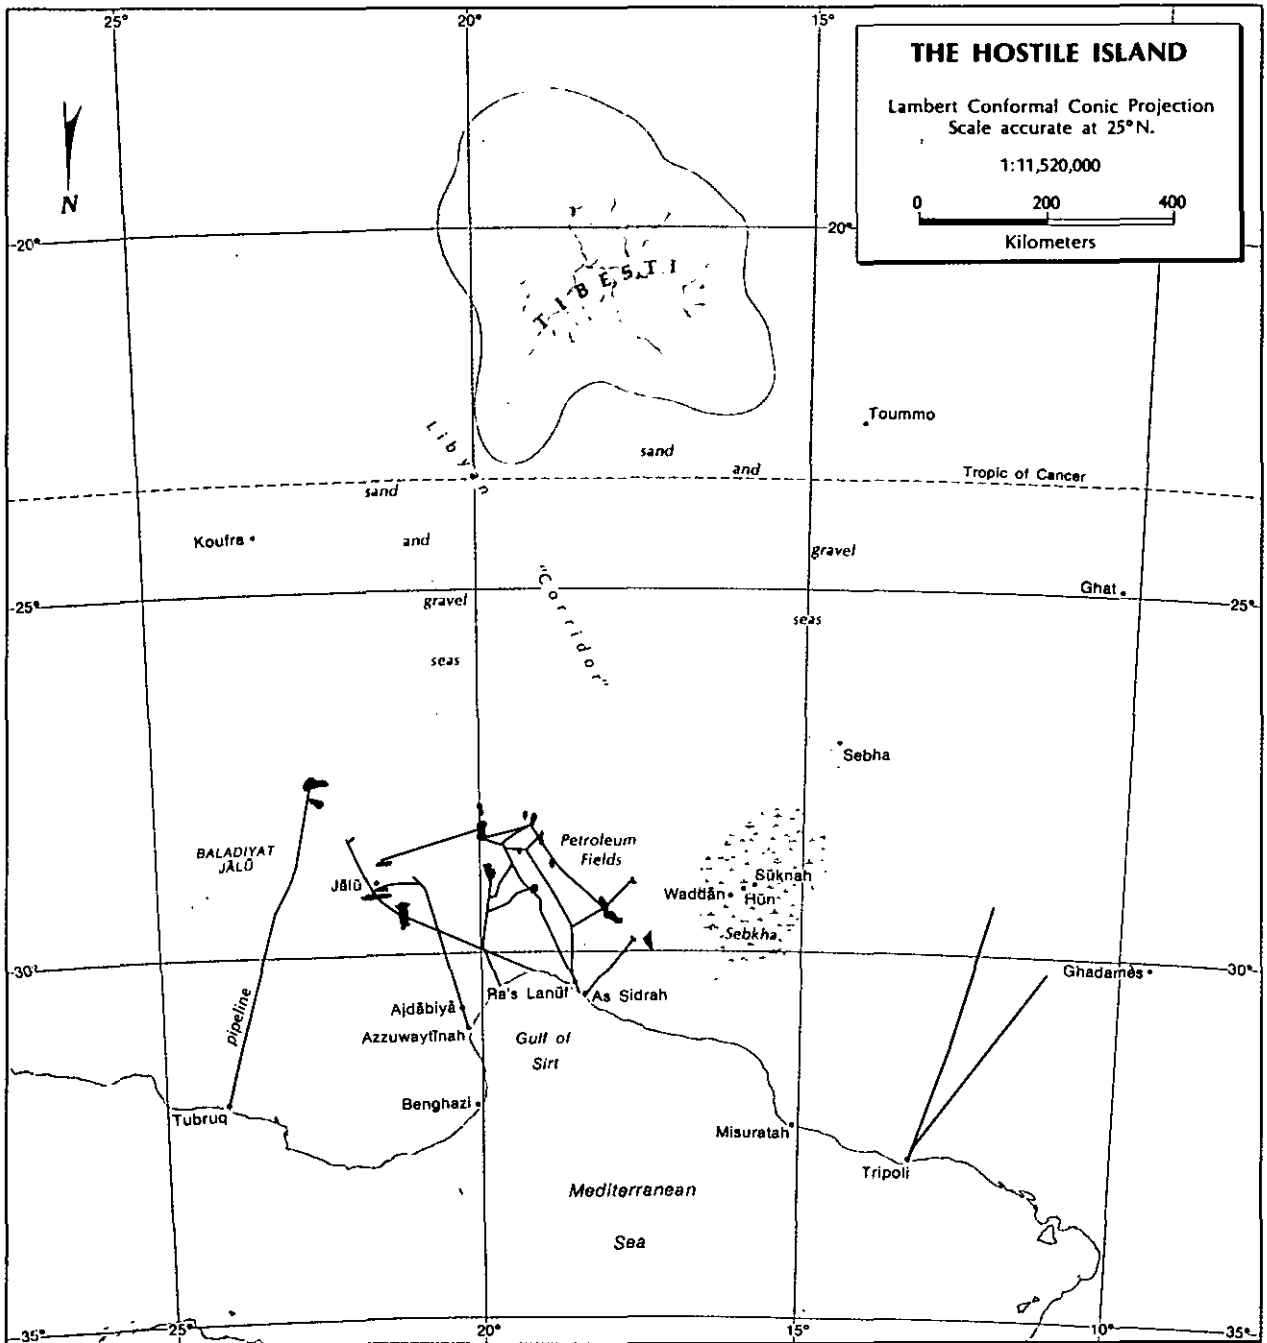 25°
20°
15°
THE HOSTILE ISLAND
Lambert Conformal Conic Projection
Scale accurate at 25°N.
1:11,520,000
0 200 400
Kilometers
N
20°
20°
TIBESTI
Toummo
Libyan
sand
and
Tropic of Cancer
sand
Koufra
and
gravel
"Corridor"
Ghat
25°
gravel
25°
seas
seas
Sebha
BALADIYAT
JĀLŪ
Petroleum
Fields
Jālū
Sūknah
Waddān
Hūn
Sebkha
30°
Ghadamès
30°
pipeline
Ra's Lanūf
As Sidrah
Ajdābiyā
Azzuwaytīnah
Gulf of
Sirt
Benghazi
Tubruq
Misuratah
Tripoli
Mediterranean
Sea
35°
25°
20°
15°
10°
35°